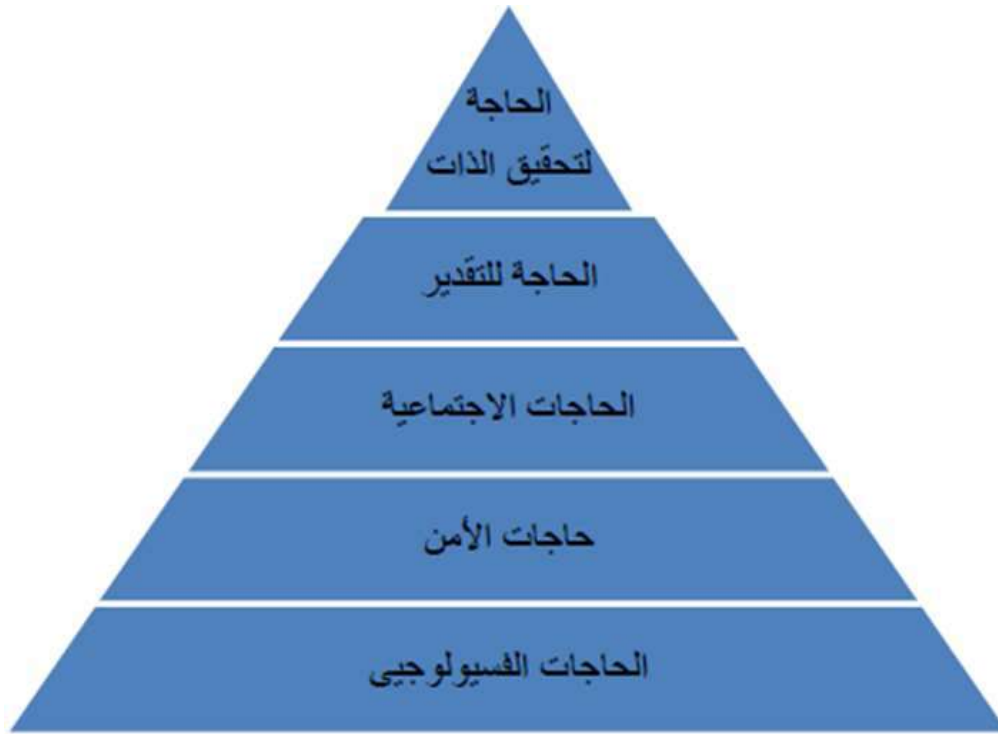 الحاجة
لتحقيق الذات
الحاجة للتقدير
الحاجات الاجتماعية
حاجات الأمن
الحاجات الفسيولوجيى